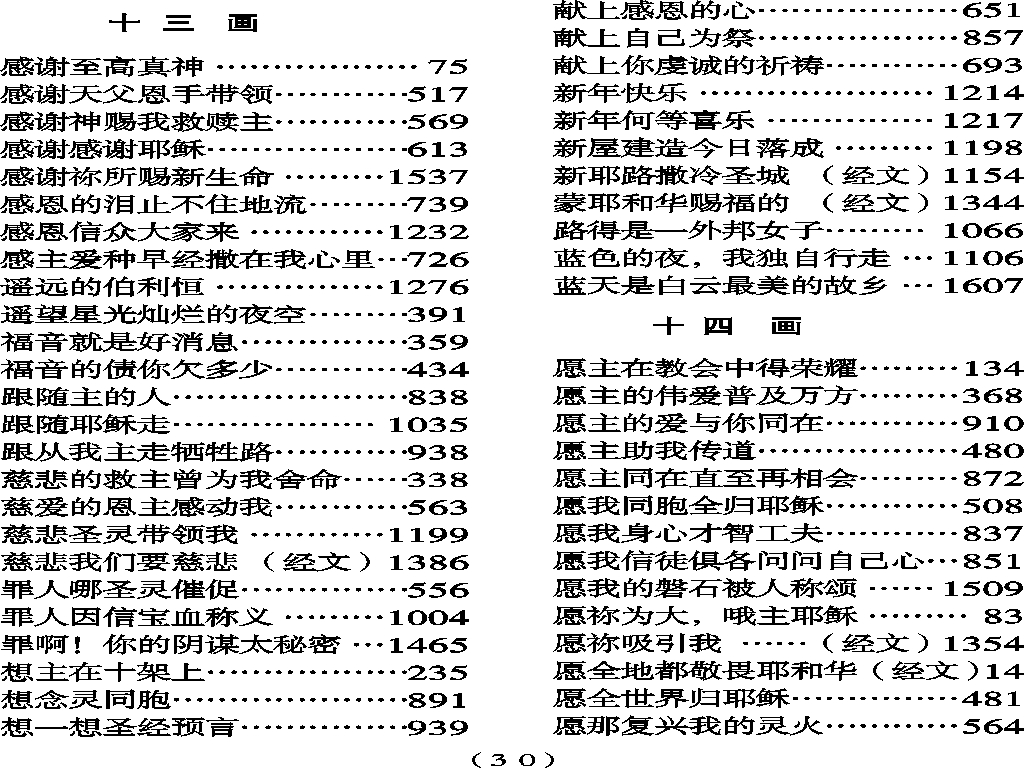 十 三 画
感谢至高真神 ……………… 75
感谢天父恩手带领…………517
感谢神赐我救赎主…………569
感谢感谢耶稣………………613
感谢祢所赐新生命 ………1537
感恩的泪止不住地流………739
感恩信众大家来 …………1232
感主爱种早经撒在我心里…726
遥远的伯利恒 ……………1276
遥望星光灿烂的夜空………391
福音就是好消息……………359
福音的债你欠多少…………434
跟随主的人…………………838
跟随耶稣走……………… 1035
跟从我主走牺牲路…………938
慈悲的救主曾为我舍命……338
慈爱的恩主感动我…………563
慈悲圣灵带领我 …………1199
慈悲我们要慈悲（经文）1386
罪人哪圣灵催促……………556
罪人因信宝血称义 ………1004
罪啊！你的阴谋太秘密 …1465
想主在十架上………………235
想念灵同胞…………………891
想一想圣经预言……………939
献上感恩的心………………651
献上自己为祭………………857
献上你虔诚的祈祷…………693
新年快乐 ………………… 1214
新年何等喜乐 …………… 1217
新屋建造今日落成 ……… 1198
新耶路撒冷圣城 （经文）1154
蒙耶和华赐福的 （经文）1344
路得是一外邦女子……… 1066
蓝色的夜，我独自行走 … 1106
蓝天是白云最美的故乡 … 1607
十 四 画
愿主在教会中得荣耀………134
愿主的伟爱普及万方………368
愿主的爱与你同在…………910
愿主助我传道………………480
愿主同在直至再相会………872
愿我同胞全归耶稣…………508
愿我身心才智工夫…………837
愿我信徒俱各问问自己心…851
愿我的磐石被人称颂 …… 1509
愿祢为大，哦主耶稣 ……… 83
愿祢吸引我 ……（经文）1354
愿全地都敬畏耶和华（经文）14
愿全世界归耶稣……………481
愿那复兴我的灵火…………564
（３０）